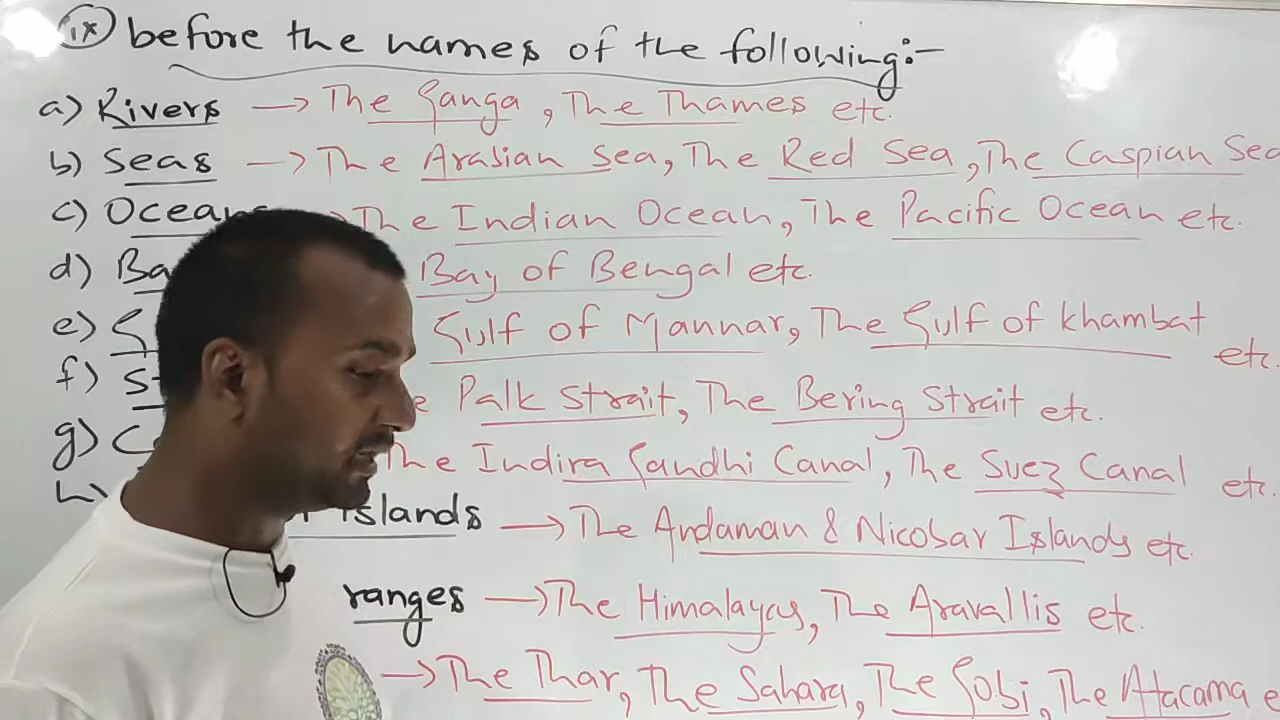 ix before the names of the following:-
a) Rivers → The Ganga, The Thames etc.
b) Seas → The Arabian Sea, The Red Sea, The Caspian Sea
c) Oceans → The Indian Ocean, The Pacific Ocean etc.
d) Bay of Bengal etc.
e) Gulf of Mannar, The Gulf of Khambat etc.
f) Palk Strait, The Bering Strait etc.
g) The Indira Gandhi Canal, The Suez Canal etc.
h) Islands → The Andaman & Nicobar Islands etc.
ranges → The Himalayas, The Aravallis etc.
→ The Thar, The Sahara, The Gobi, The Atacama